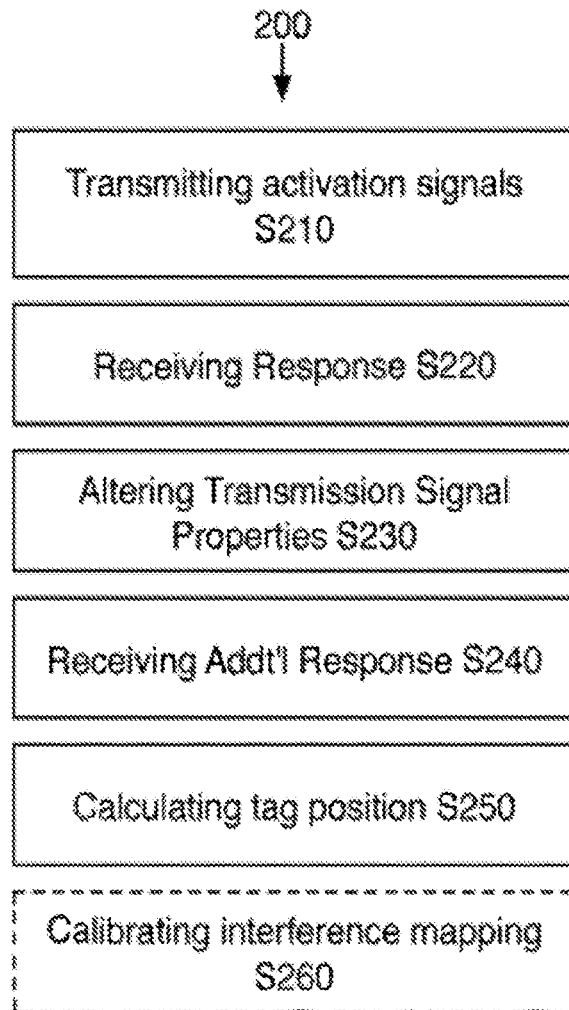 200
Transmitting activation signals
S210
Receiving Response S220
Altering Transmission Signal
Properties S230
Receiving Addt'l Response S240
Calculating tag position S250
Calibrating interference mapping
S260